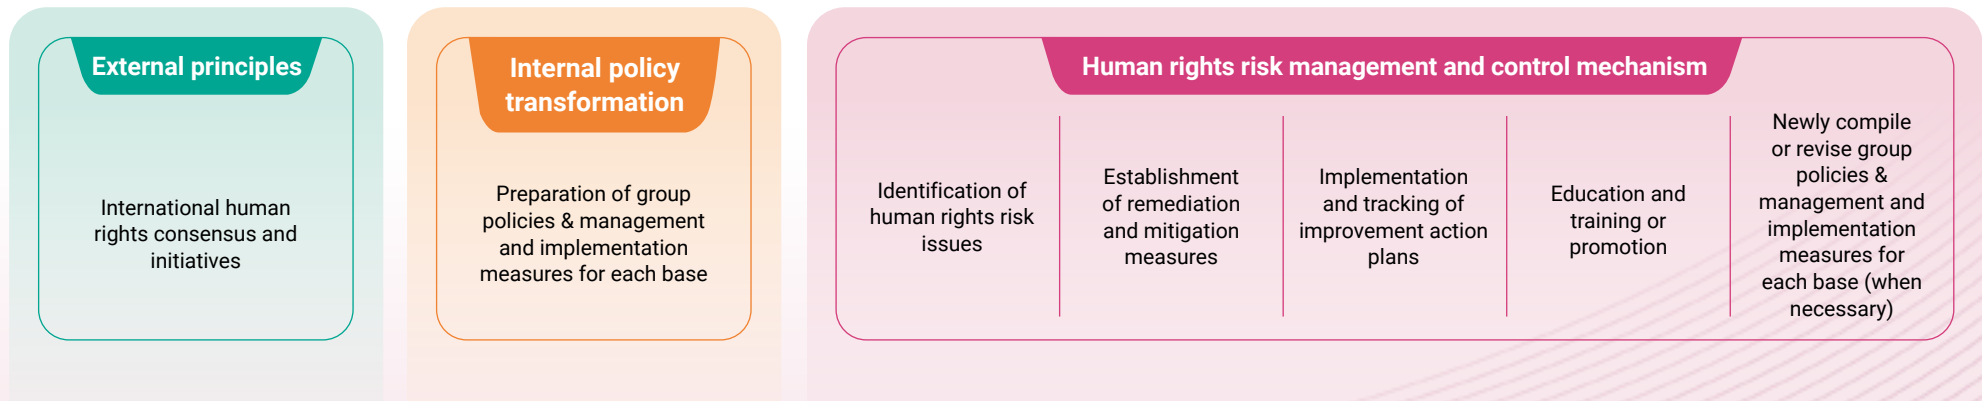 External principles
International human
rights consensus and
initiatives
Internal policy
transformation
Preparation of group
policies & management
and implementation
measures for each base
Human rights risk management and control mechanism
Identification of
human rights risk
issues
Establishment
of remediation
and mitigation
measures
Implementation
and tracking of
improvement action
plans
Education and
training or
promotion
Newly compile
or revise group
policies &
management and
implementation
measures for
each base (when
necessary)